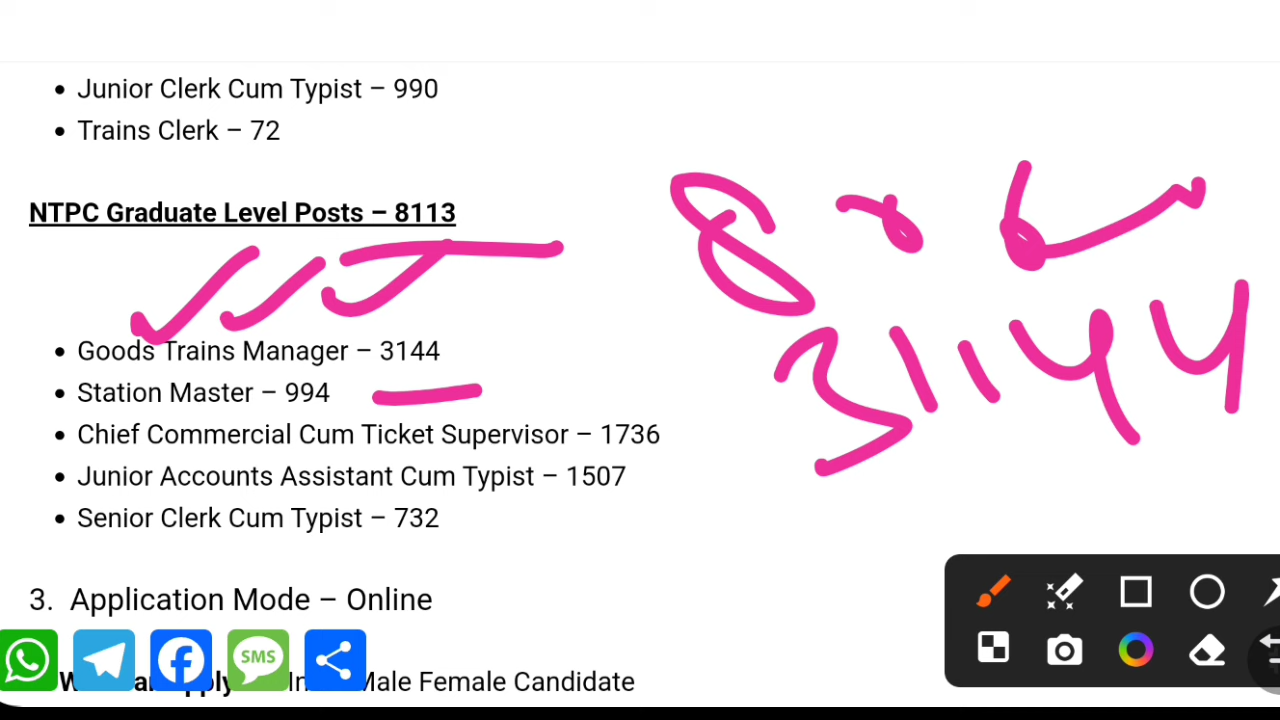 Junior Clerk Cum Typist – 990
Trains Clerk – 72
NTPC Graduate Level Posts – 8113
Goods Trains Manager – 3144
3144
Station Master – 994
Chief Commercial Cum Ticket Supervisor – 1736
Junior Accounts Assistant Cum Typist – 1507
Senior Clerk Cum Typist – 732
3. Application Mode – Online
SMS
Male Female Candidate